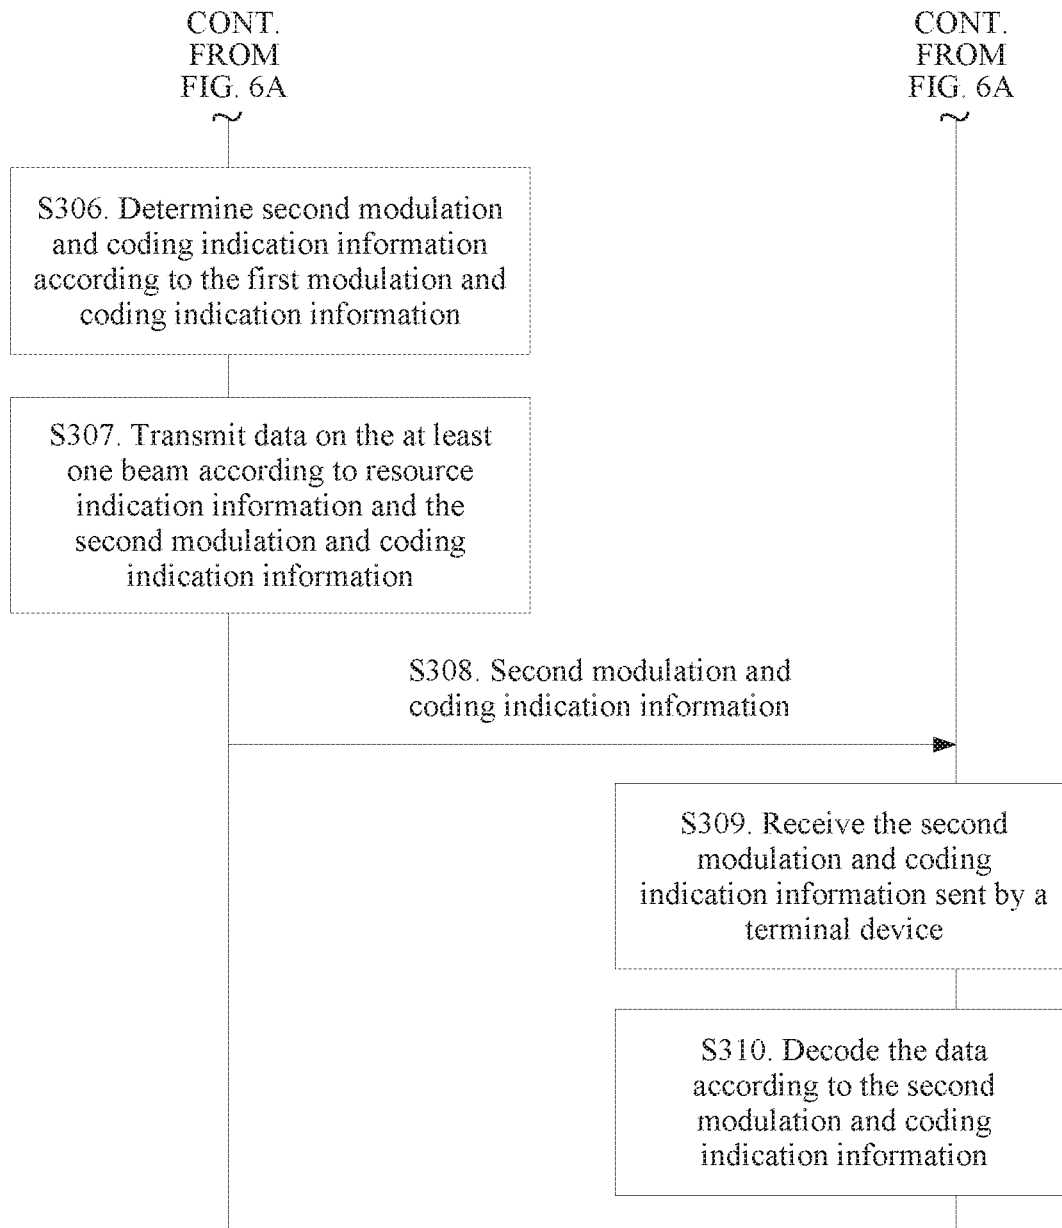 CONT.
FROM
FIG. 6A
CONT.
FROM
FIG. 6A
S306. Determine second modulation
and coding indication information
according to the first modulation and
coding indication information
S307. Transmit data on the at least
one beam according to resource
indication information and the
second modulation and coding
indication information
S308. Second modulation and
coding indication information
S309. Receive the second
modulation and coding
indication information sent by a
terminal device
S310. Decode the data
according to the second
modulation and coding
indication information